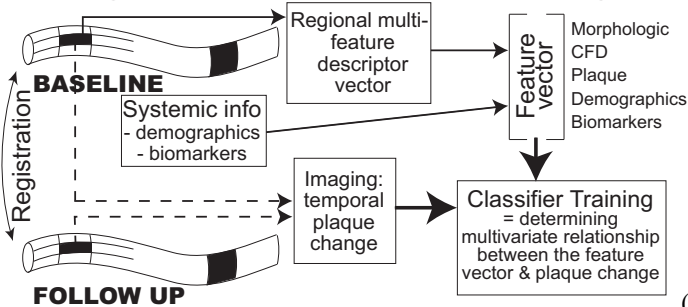 Regional multi-
feature
descriptor
vector
Feature
vector
Morphologic
CFD
Plaque
Demographics
Biomarkers
BASELINE
Systemic info
- demographics
- biomarkers
Registration
Imaging:
temporal
plaque
change
Classifier Training
= determining
multivariate relationship
between the feature
vector & plaque change
FOLLOW UP
(